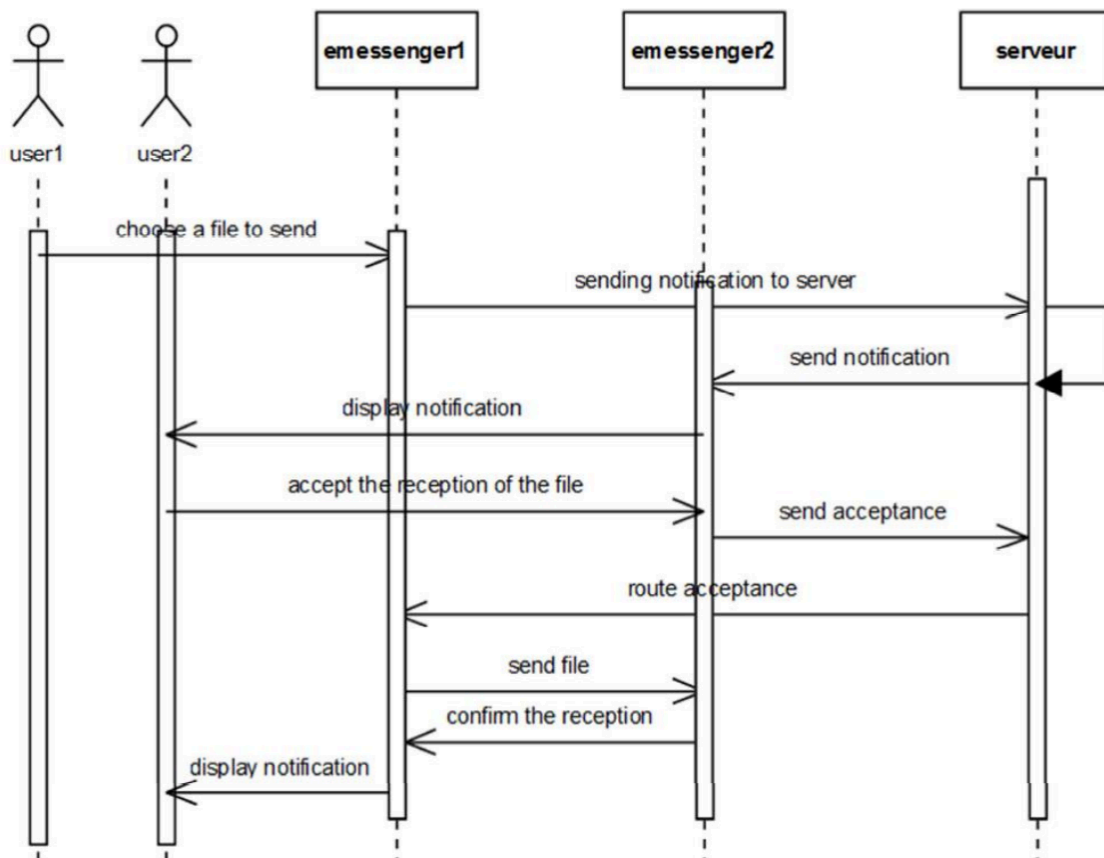 emessenger1
emessenger2
serveur
user1
user2
choose a file to send
sending notification to server
send notification
display notification
accept the reception of the file
send acceptance
route acceptance
send file
confirm the reception
display notification